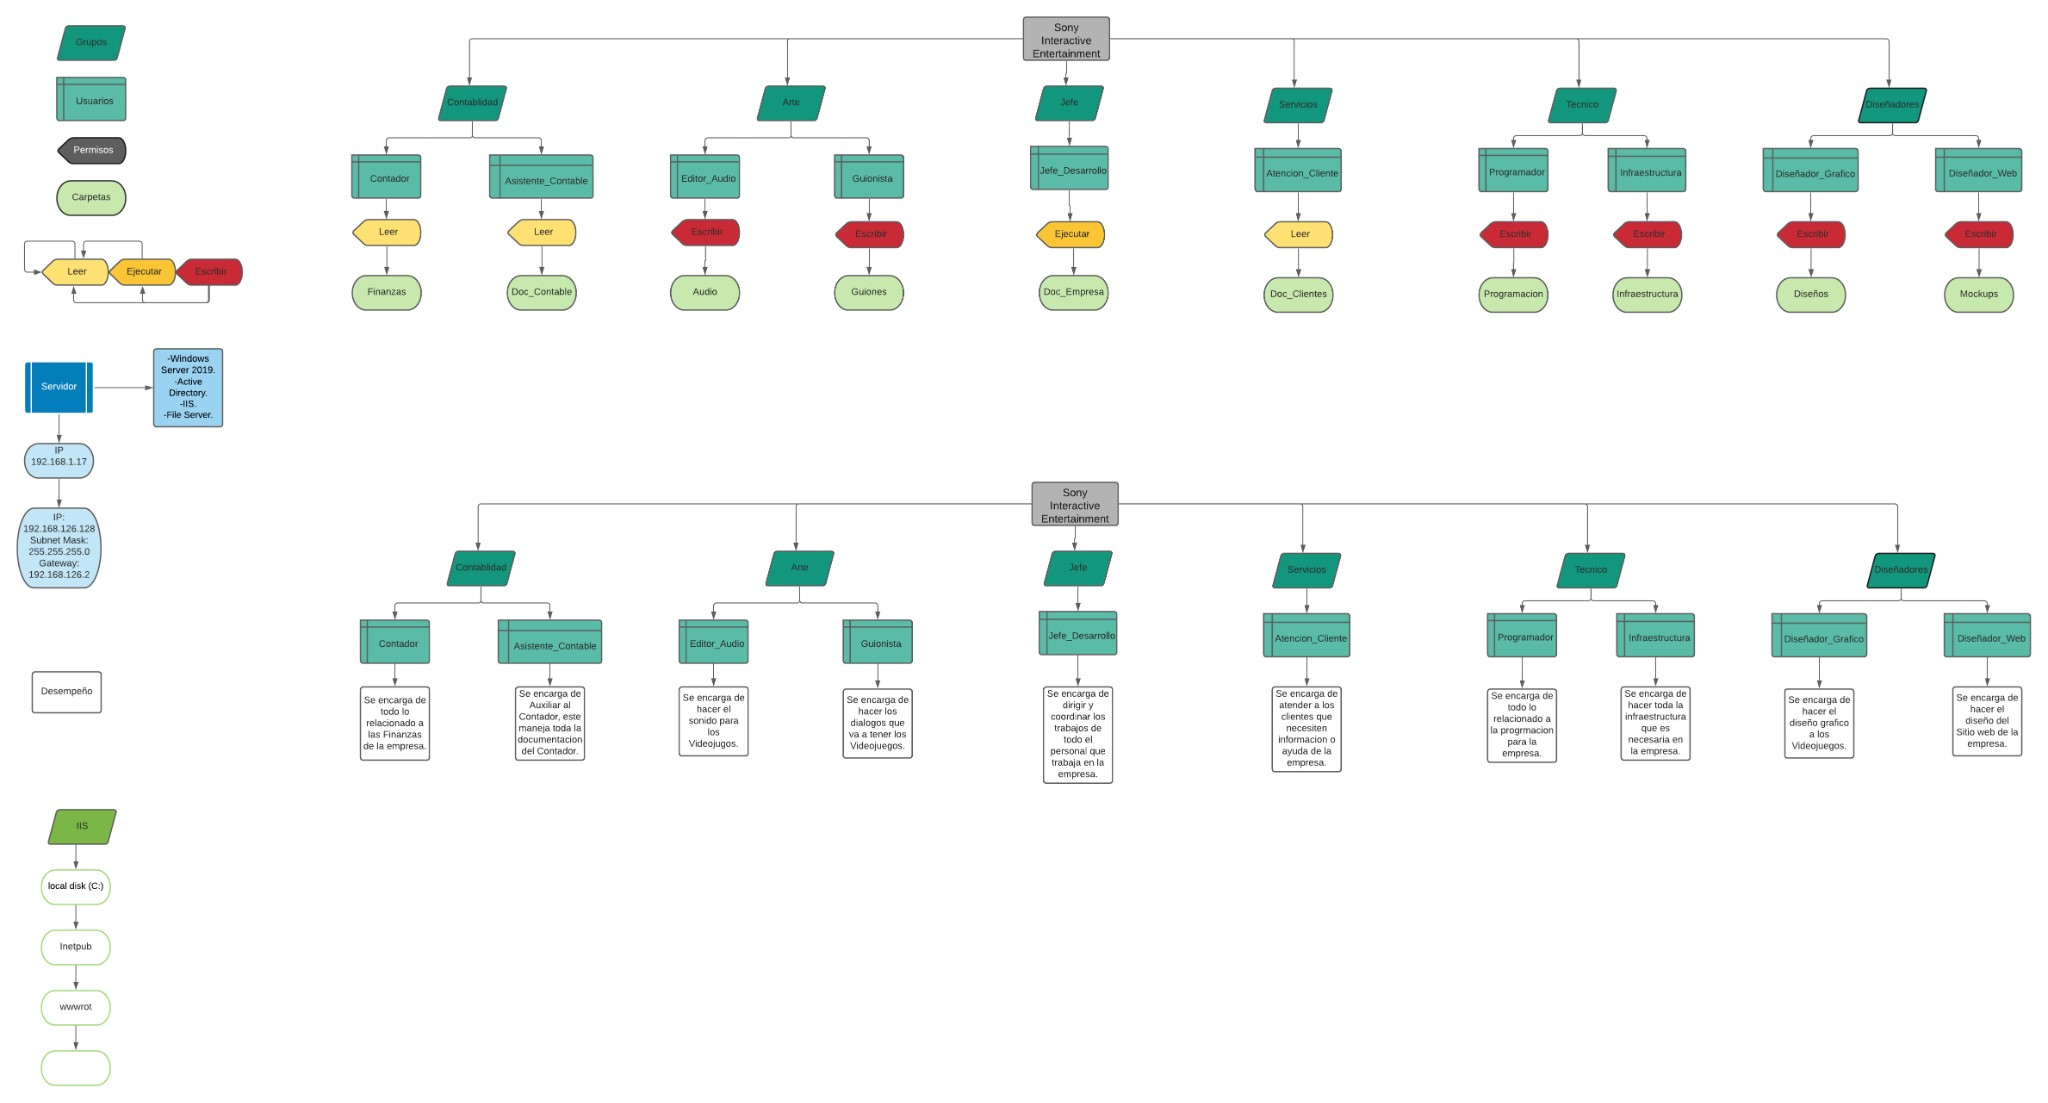 Grupos
Usuarios
Permisos
Carpetas
Leer
Ejecutar
Escribir
Sony
Interactive
Entertainment
Contablidad
Arte
Jefe
Servicios
Tecnico
Diseñadores
Contador
Asistente_Contable
Editor_Audio
Guionista
Jefe_Desarrollo
Atencion_Cliente
Programador
Infraestructura
Diseñador_Grafico
Diseñador_Web
Leer
Leer
Escribir
Escribir
Ejecutar
Leer
Escribir
Escribir
Escribir
Escribir
Finanzas
Doc_Contable
Audio
Guiones
Doc_Empresa
Doc_Clientes
Programacion
Infraestructura
Diseños
Mockups
Servidor
-Windows
Server 2019.
-Active
Directory.
-IIS.
-File Server.
IP
192.168.1.17
IP:
192.168.126.128
Subnet Mask:
255.255.255.0
Gateway:
192.168.126.2
Sony
Interactive
Entertainment
Contablidad
Arte
Jefe
Servicios
Tecnico
Diseñadores
Contador
Asistente_Contable
Editor_Audio
Guionista
Jefe_Desarrollo
Atencion_Cliente
Programador
Infraestructura
Diseñador_Grafico
Diseñador_Web
Desempeño
Se encarga de
todo lo
relacionado a
las Finanzas
de la empresa.
Se encarga de
Auxiliar al
Contador, este
maneja toda la
documentacion
del Contador.
Se encarga de
hacer el
sonido para
los
Videojugos.
Se encarga de
hacer los
dialogos que
va a tener los
Videojuegos.
Se encarga de
dirigir y
coordinar los
trabajos de
todo el
personal que
trabaja en la
empresa.
Se encarga de
atender a los
clientes que
necesiten
informacion o
ayuda de la
empresa.
Se encarga de
todo lo
relacionado a
la progrmacion
para la
empresa.
Se encarga de
hacer toda la
infraestructura
que es
necesaria en
la empresa.
Se encarga de
hacer el
diseño grafico
a los
Videojuegos.
Se encarga de
hacer el
diseño del
Sitio web de la
empresa.
IIS
local disk (C:)
Inetpub
wwwrot